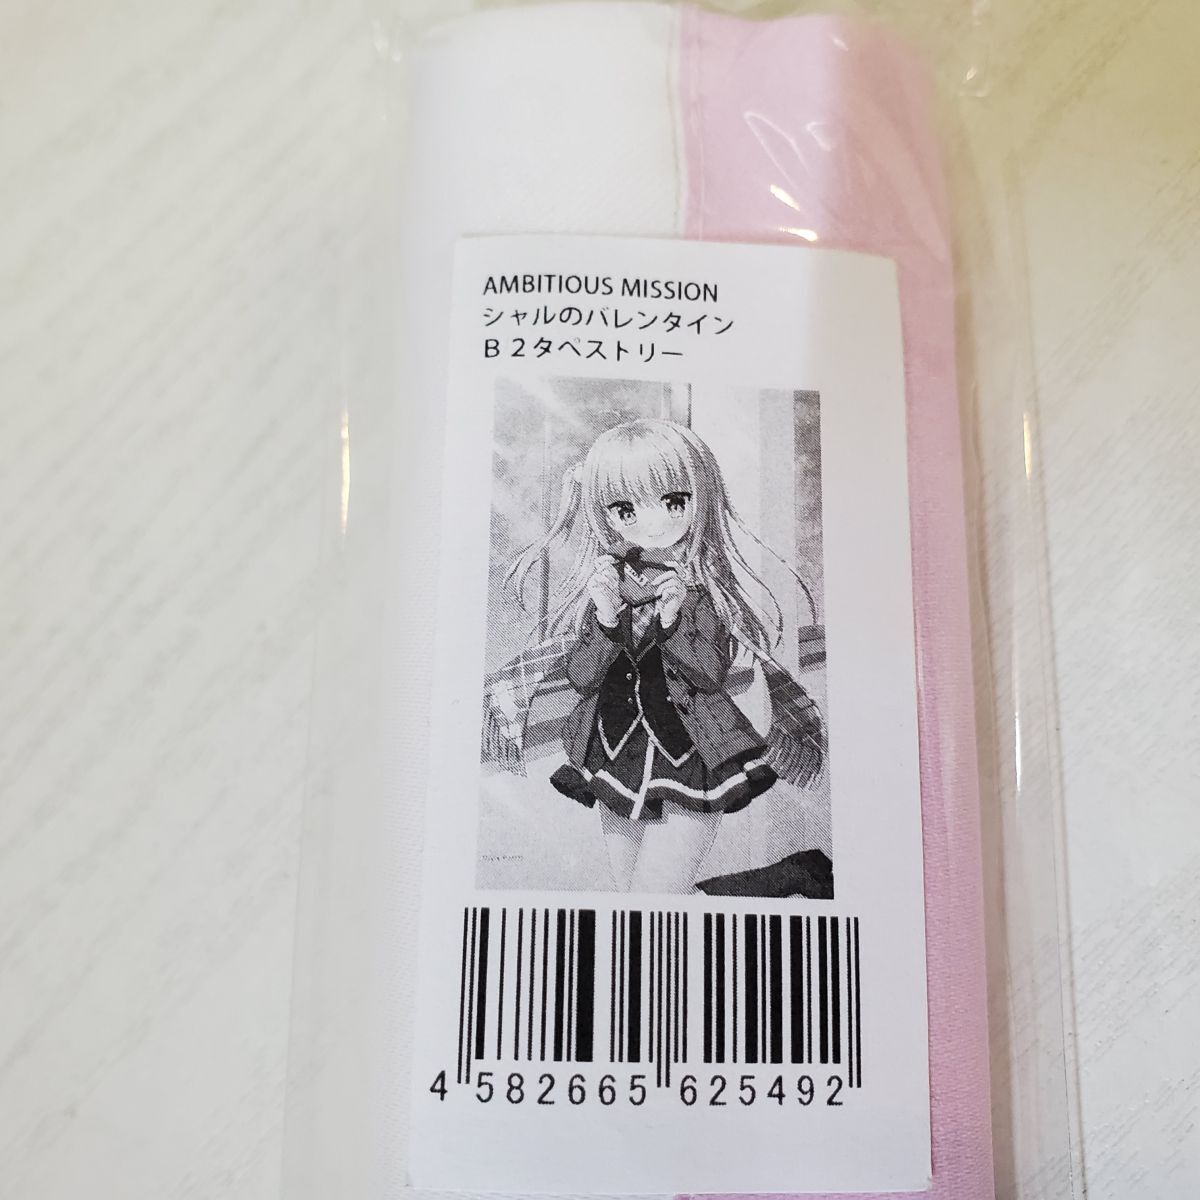 AMBITIOUS MISSION
シャルのバレンタイン
Ｂ２タペストリー
4 582665 625492